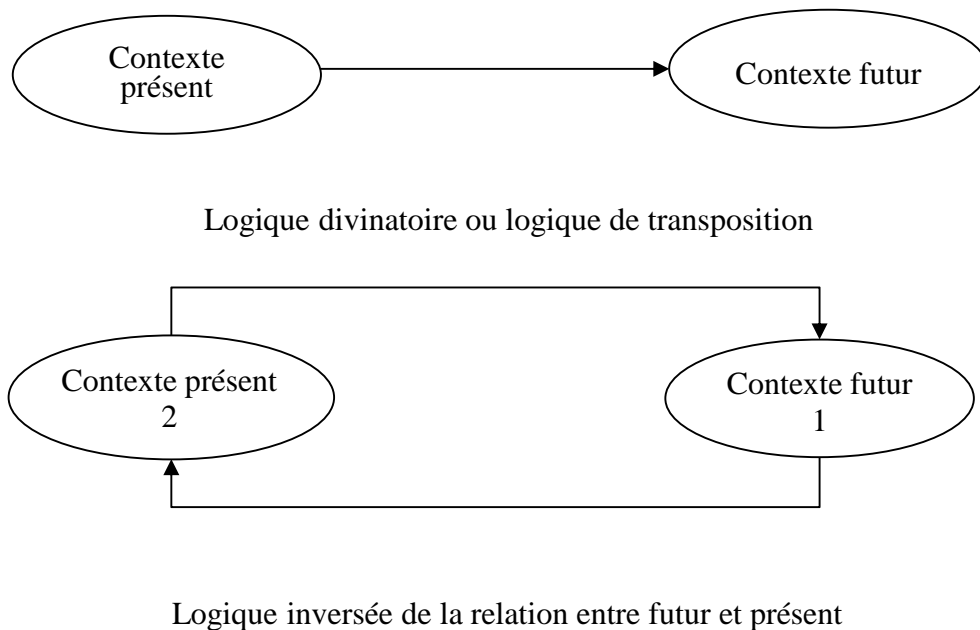 Contexte
présent
Contexte futur
Logique divinatoire ou logique de transposition
Contexte présent
2
Contexte futur
1
Logique inversée de la relation entre futur et présent